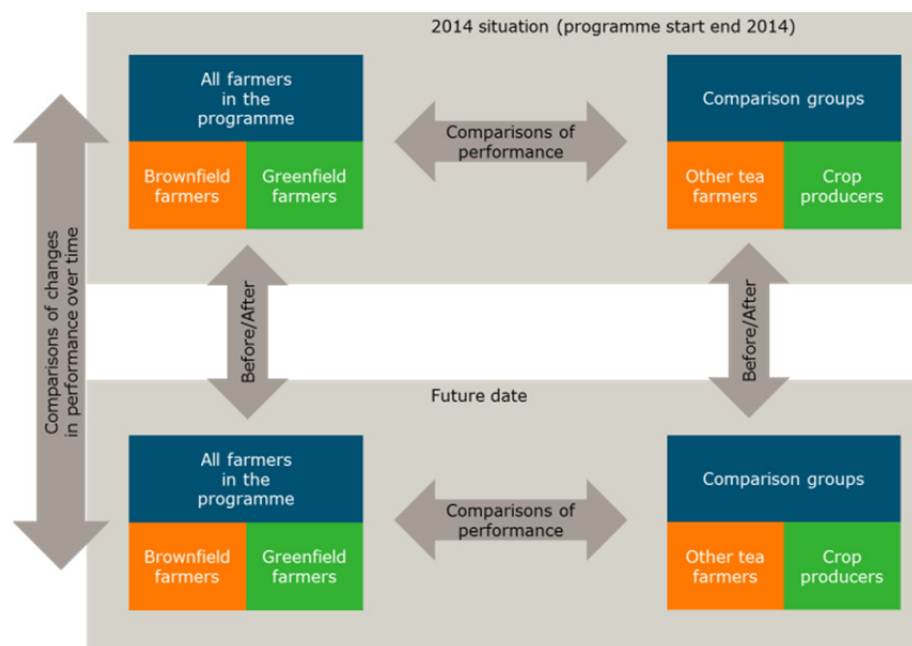 2014 situation (programme start end 2014)
All farmers
in the
programme
Brownfield
farmers
Greenfield
farmers
Comparisons of
performance
Comparison groups
Other tea
farmers
Crop
producers
Comparisons of changes
in performance over time
Before/After
Before/After
Future date
All farmers
in the
programme
Brownfield
farmers
Greenfield
farmers
Comparisons of
performance
Comparison groups
Other tea
farmers
Crop
producers